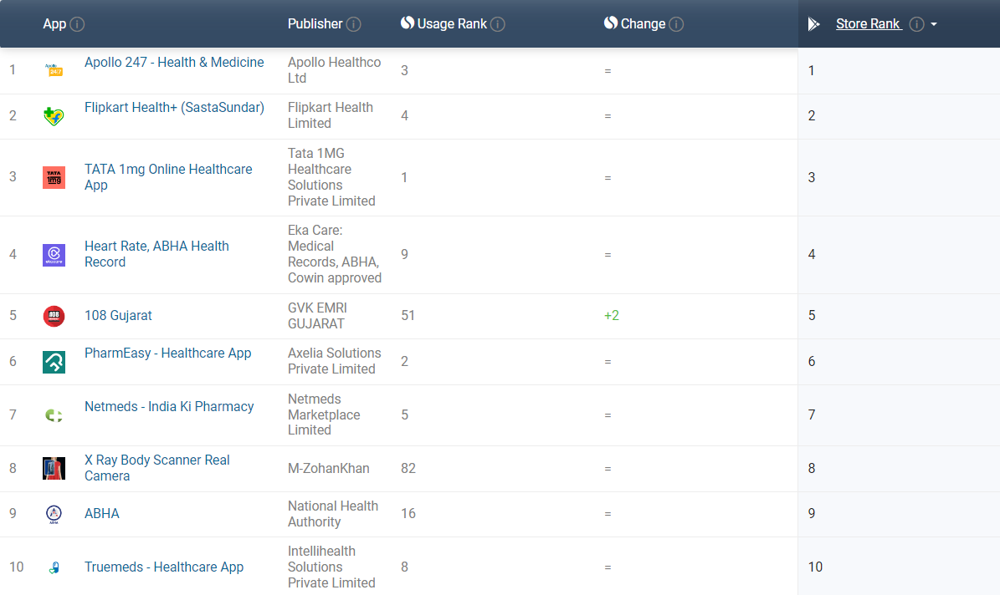 App Publisher Usage Rank Change Store Rank
1 Apollo 247 - Health & Medicine Apollo Healthco Ltd 3 = 1
2 Flipkart Health+ (SastaSundar) Flipkart Health Limited 4 = 2
3 TATA 1mg Online Healthcare App Tata 1MG Healthcare Solutions Private Limited 1 = 3
4 Heart Rate, ABHA Health Record Eka Care: Medical Records, ABHA, Cowin approved 9 = 4
5 108 Gujarat GVK EMRI GUJARAT 51 +2 5
6 PharmEasy - Healthcare App Axelia Solutions Private Limited 2 = 6
7 Netmeds - India Ki Pharmacy Netmeds Marketplace Limited 5 = 7
8 X Ray Body Scanner Real Camera M-ZohanKhan 82 = 8
9 ABHA National Health Authority 16 = 9
10 Truemeds - Healthcare App Intellihealth Solutions Private Limited 8 = 10